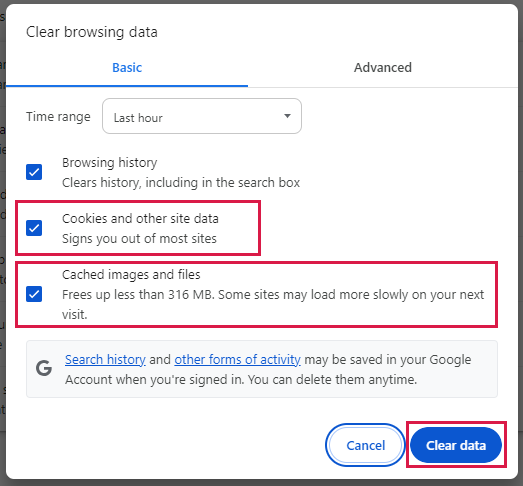 Clear browsing data
Basic
Advanced
Time range
Last hour
Browsing history
Clears history, including in the search box
Cookies and other site data
Signs you out of most sites
Cached images and files
Frees up less than 316 MB. Some sites may load more slowly on your next
visit.
Search history and other forms of activity may be saved in your Google
Account when you're signed in. You can delete them anytime.
Cancel
Clear data